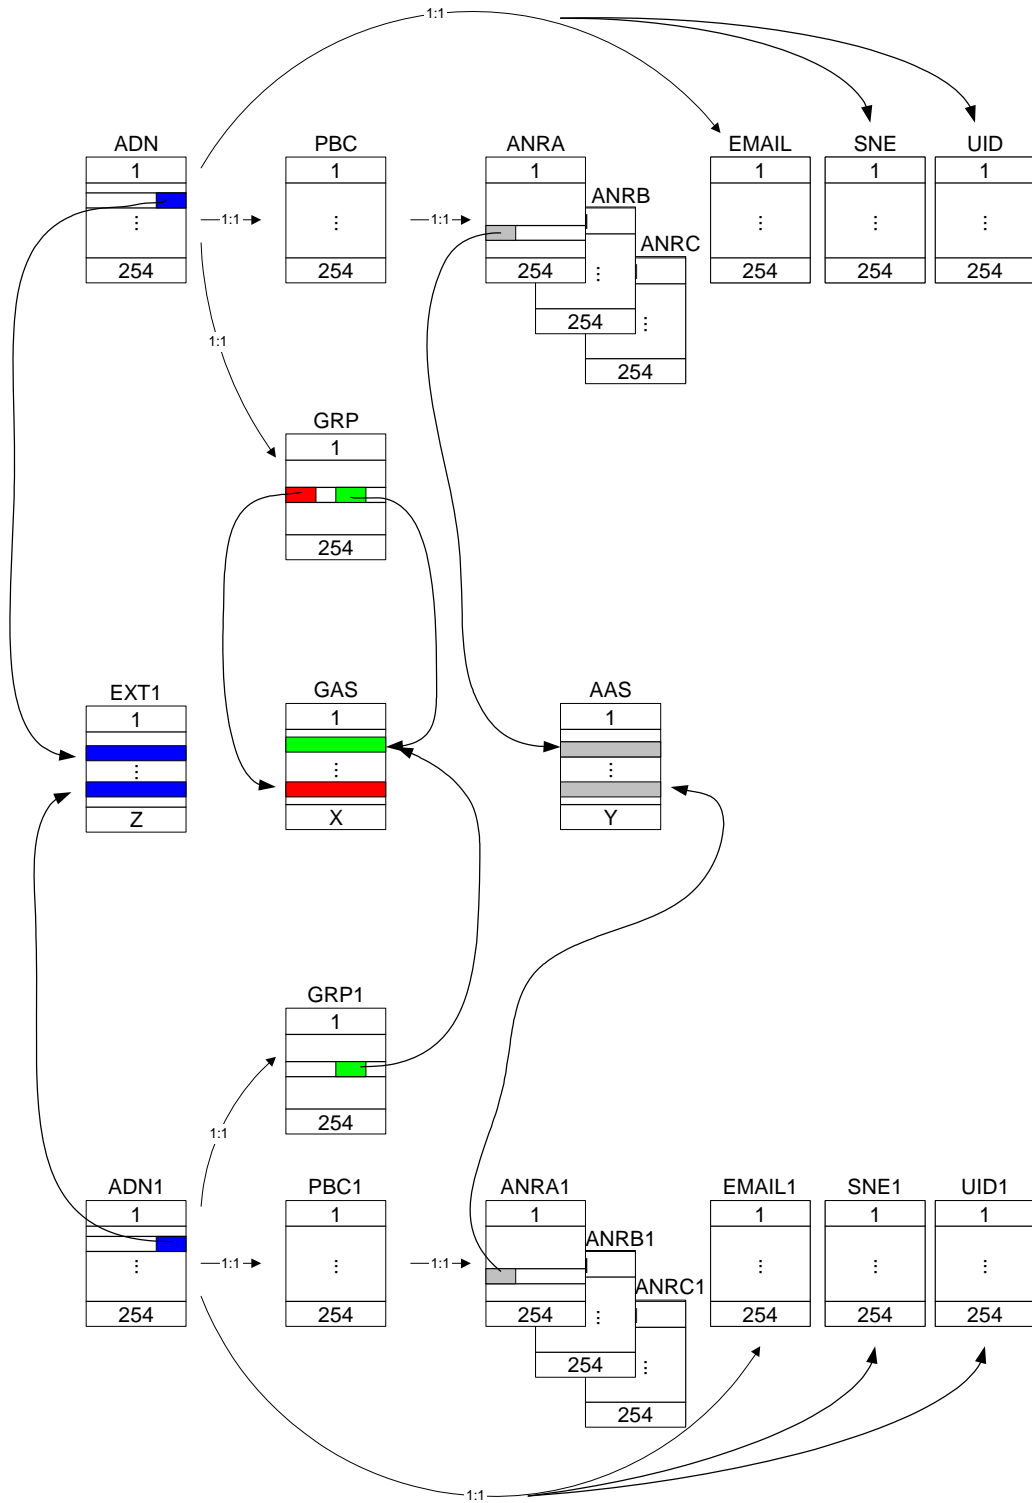 1:1
ADN PBC ANRA EMAIL SNE UID
1 1 1 1 1 1
ANRB
1:1 ⋮ 1:1
⋮ ⋮ ⋮ ⋮ ⋮
ANRC
254 254 254 ⋮ 254 254 254
254 ⋮
1:1
254
GRP
1
254
EXT1 GAS AAS
1 1 1
⋮ ⋮ ⋮
Z X Y
GRP1
1
254
1:1
ADN1 PBC1 ANRA1 EMAIL1 SNE1 UID1
1 1 1 1 1 1
ANRB1
1:1 1:1
⋮ ⋮ ⋮ ⋮ ⋮
ANRC1
254 254 254 ⋮ 254 254 254
254 ⋮
254
1:1